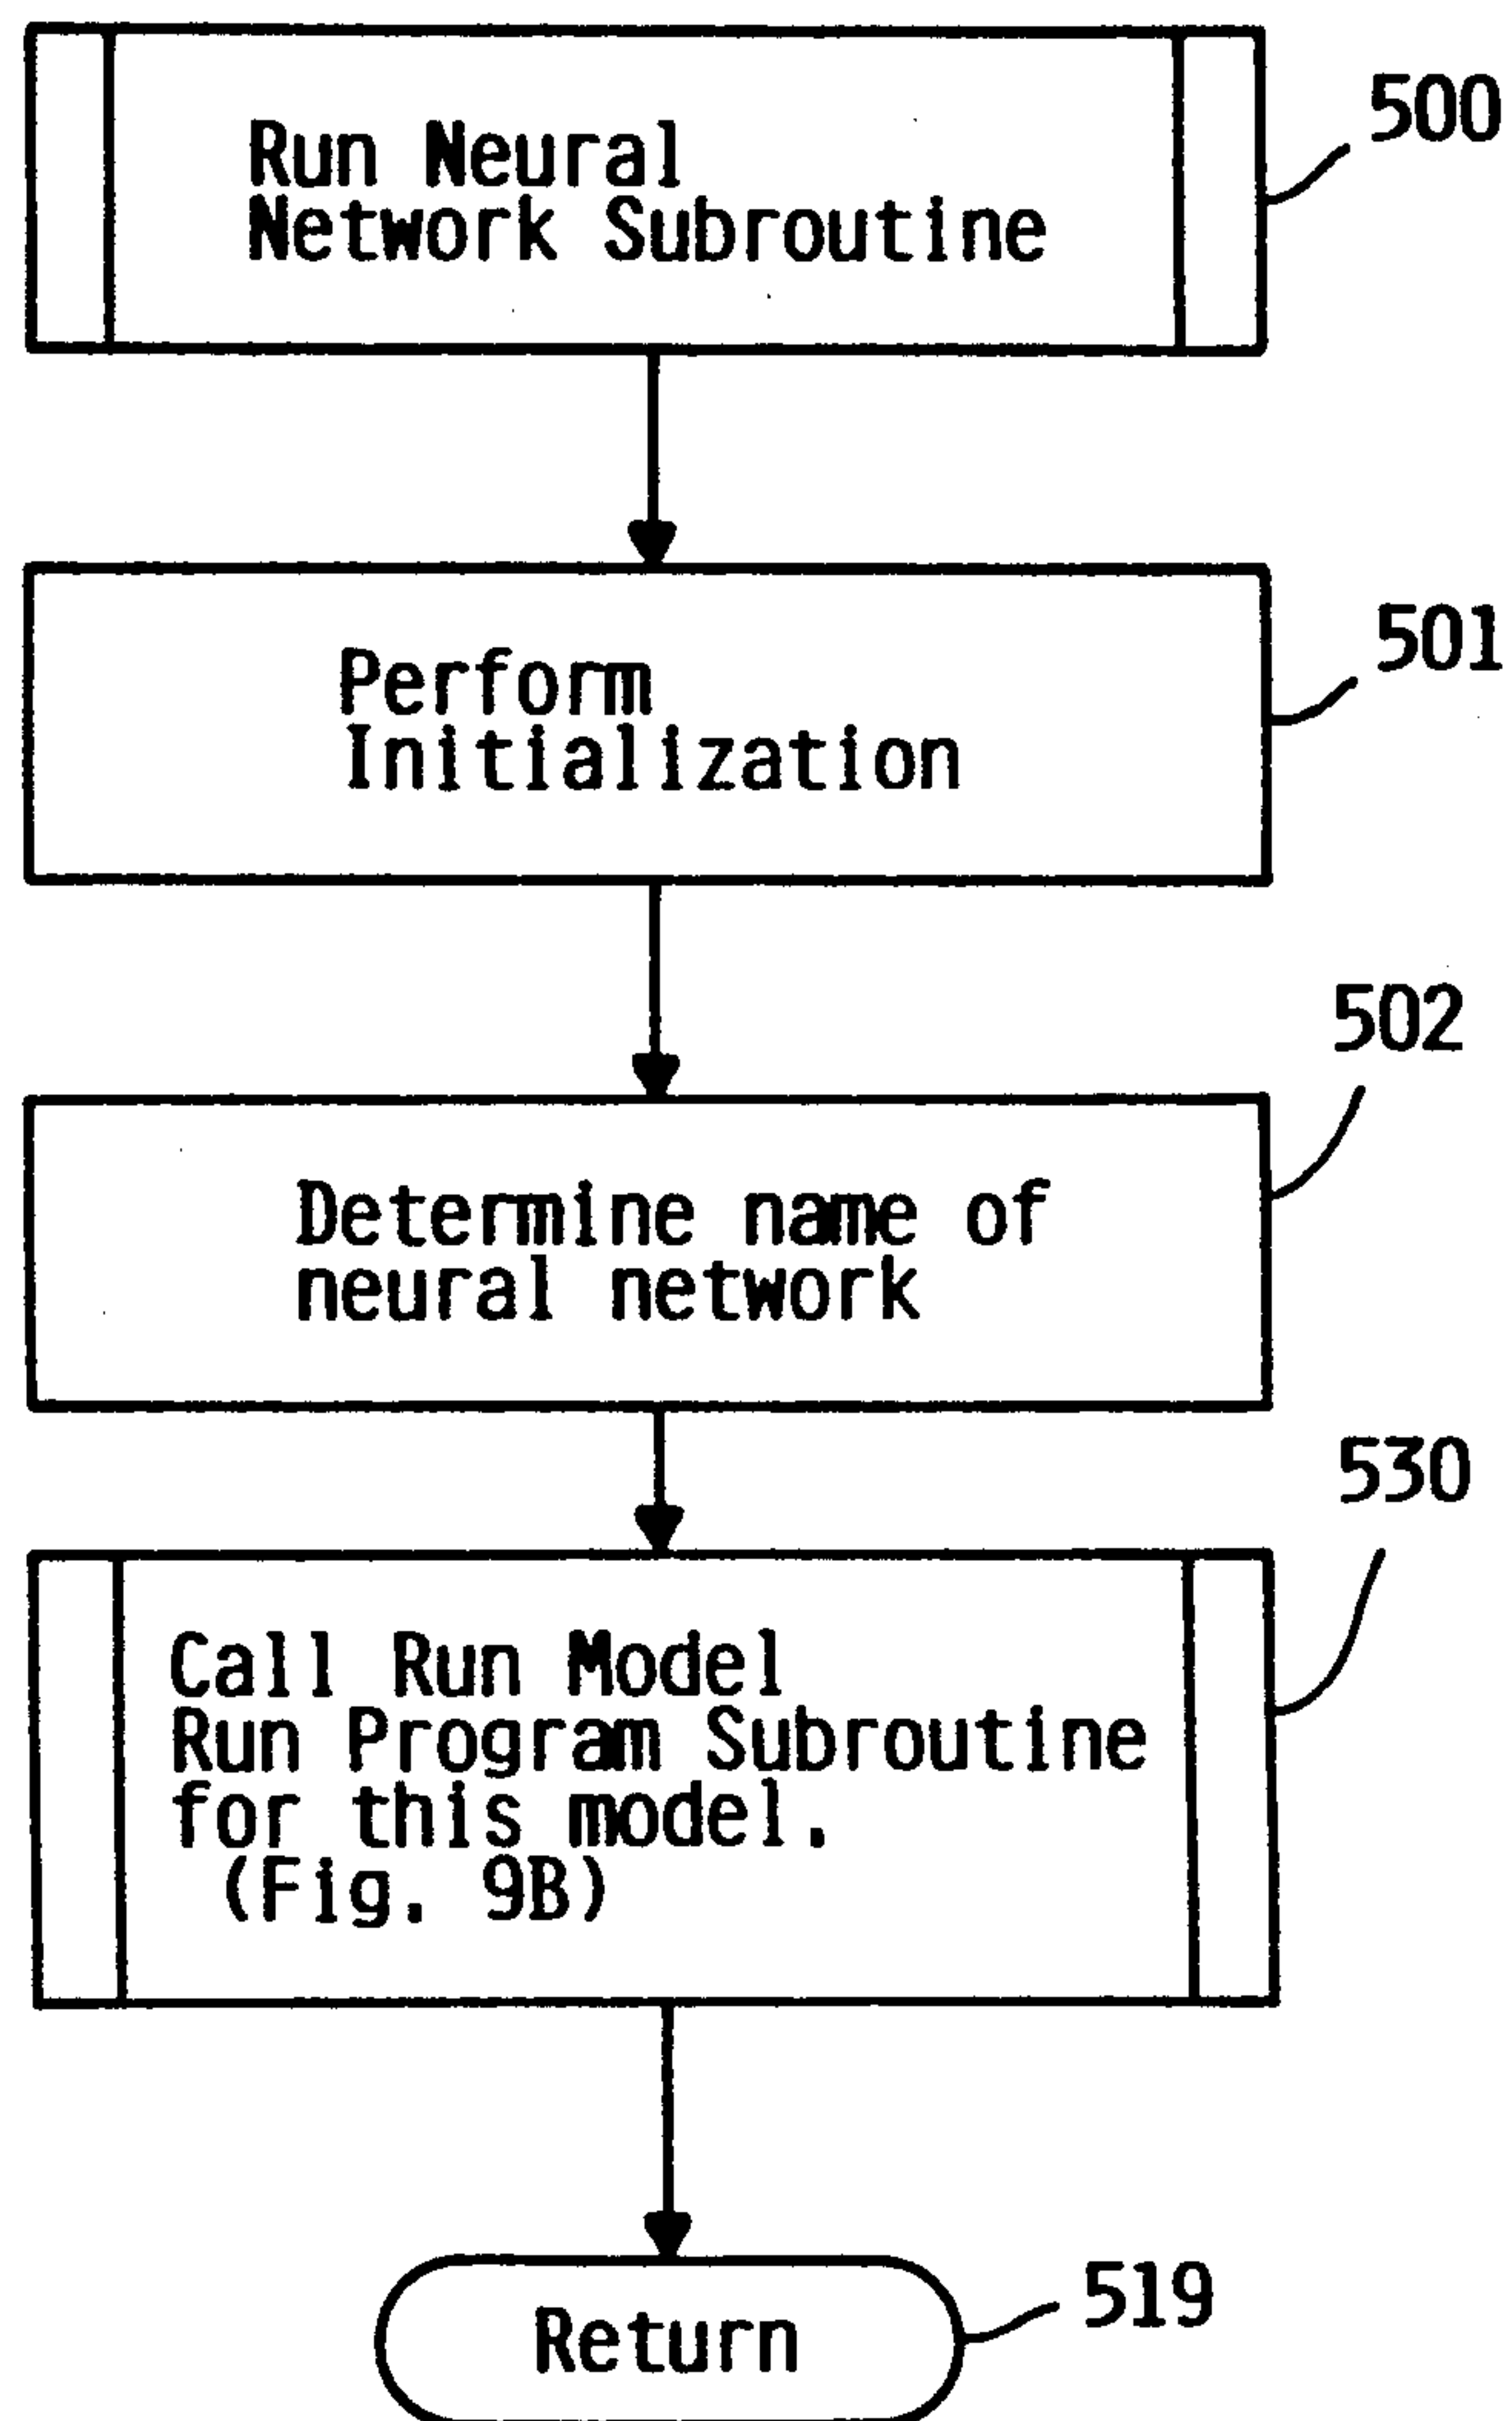 500
Run Neural
Network Subroutine
501
Perform
Initialization
502
Determine name of
neural network
530
Call Run Model
Run Program Subroutine
for this model.
(Fig. 9B)
519
Return